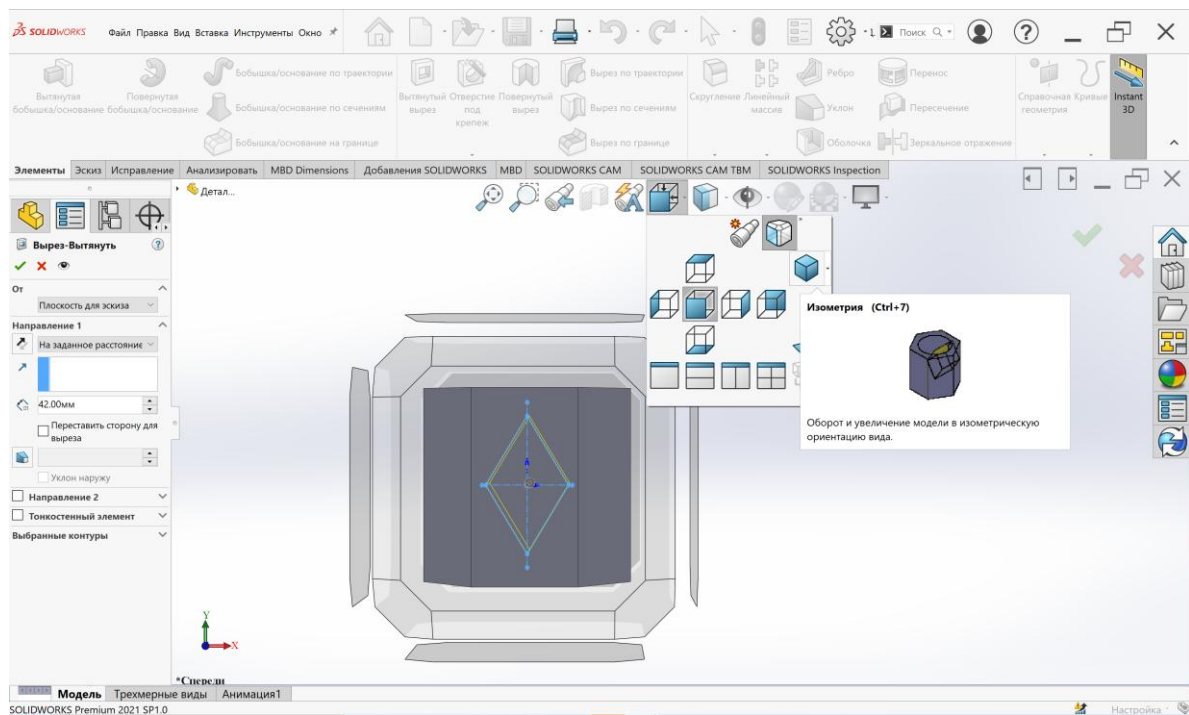 SOLIDWORKS Файл Правка Вид Вставка Инструменты Окно Поиск
Вытянутая бобышка/основание
Повернутая бобышка/основание
Бобышка/основание по траектории
Бобышка/основание по сечениям
Бобышка/основание на границе
Вытянутый вырез
Отверстие под крепеж
Повернутый вырез
Вырез по траектории
Вырез по сечениям
Вырез по границе
Скругление
Линейный массив
Ребро
Уклон
Оболочка
Перенос
Пересечение
Зеркальное отражение
Справочная геометрия
Кривые
Instant 3D
Элементы Эскиз Исправление Анализировать MBD Dimensions Добавления SOLIDWORKS MBD SOLIDWORKS CAM SOLIDWORKS CAM TBM SOLIDWORKS Inspection
Детал...
Вырез-Вытянуть
От
Плоскость для эскиза
Направление 1
На заданное расстояние
42.00мм
Переставить сторону для
выреза
Уклон наружу
Направление 2
Тонкостенный элемент
Выбранные контуры
Изометрия (Ctrl+7)
Оборот и увеличение модели в изометрическую
ориентацию вида.
Y
X
*Спереди
Модель Трехмерные виды Анимация1
SOLIDWORKS Premium 2021 SP1.0
Настройка